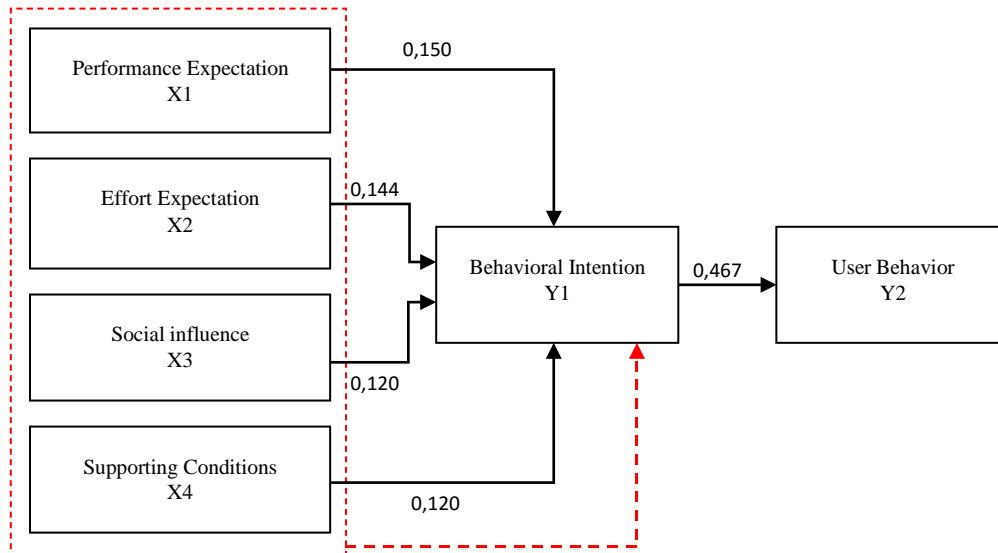 Performance Expectation
X1
0,150
Effort Expectation
X2
0,144
Social influence
X3
0,120
Supporting Conditions
X4
0,120
Behavioral Intention
Y1
0,467
User Behavior
Y2